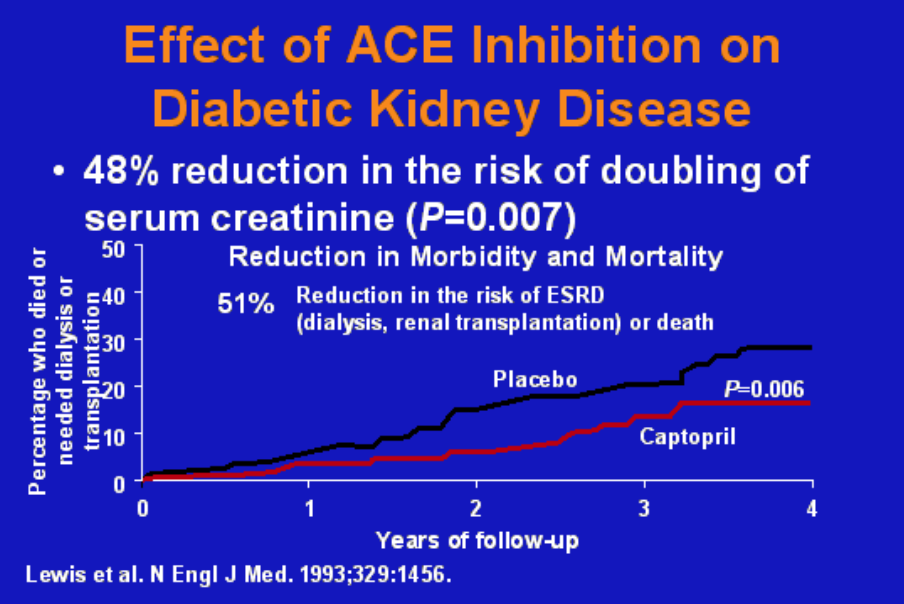 Effect of ACE Inhibition on
Diabetic Kidney Disease
• 48% reduction in the risk of doubling of
serum creatinine (P=0.007)
Reduction in Morbidity and Mortality
51%
Reduction in the risk of ESRD
(dialysis, renal transplantation) or death
Percentage who died or
needed dialysis or
transplantation
50
40
30
20
10
0
Placebo
P=0.006
Captopril
0 1 2 3 4
Years of follow-up
Lewis et al. N Engl J Med. 1993;329:1456.